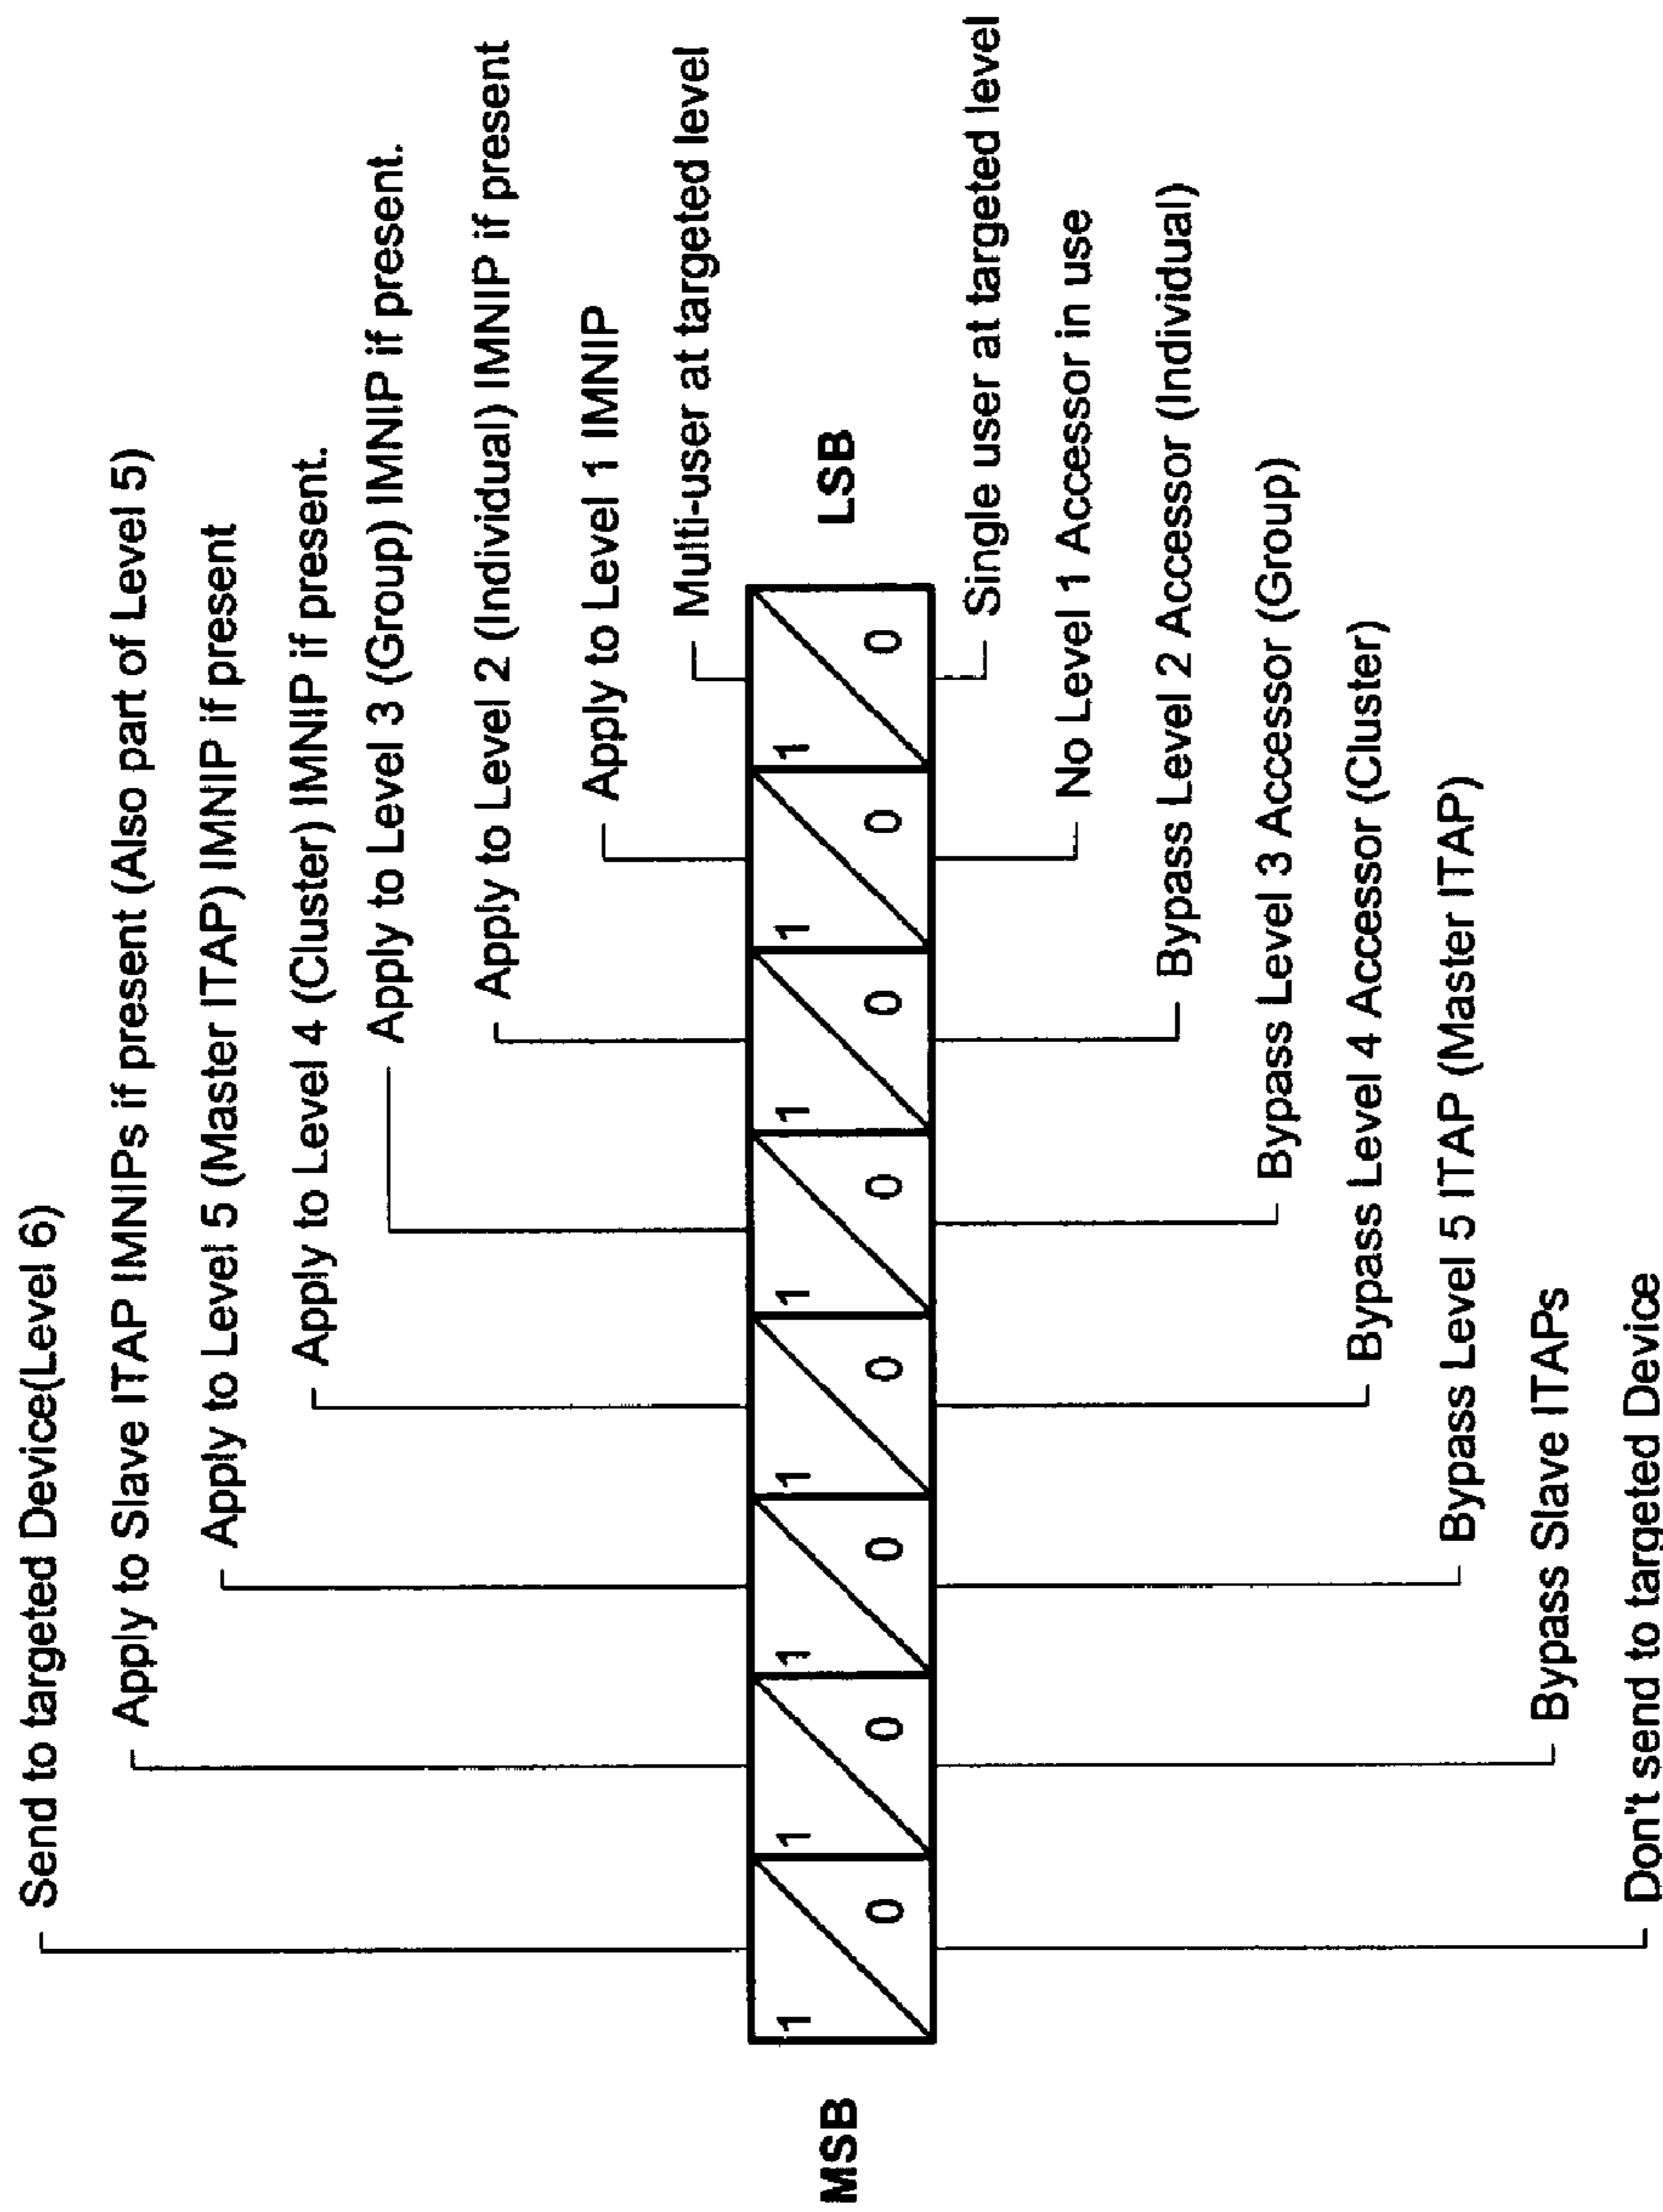 Send to targeted Device(Level 6)
Apply to Slave ITAP IMNIPs if present (Also part of Level 5)
Apply to Level 5 (Master ITAP) IMNIP if present
Apply to Level 4 (Cluster) IMNIP if present.
Apply to Level 3 (Group) IMNIP if present.
Apply to Level 2 (Individual) IMNIP if present
Apply to Level 1 IMNIP
Multi-user at targeted level
MSB
1 1 1 1 1 1 1 1
0 0 0 0 0 0 0 0
LSB
Single user at targeted level
No Level 1 Accessor in use
Bypass Level 2 Accessor (Individual)
Bypass Level 3 Accessor (Group)
Bypass Level 4 Accessor (Cluster)
Bypass Level 5 ITAP (Master ITAP)
Bypass Slave ITAPs
Don't send to targeted Device